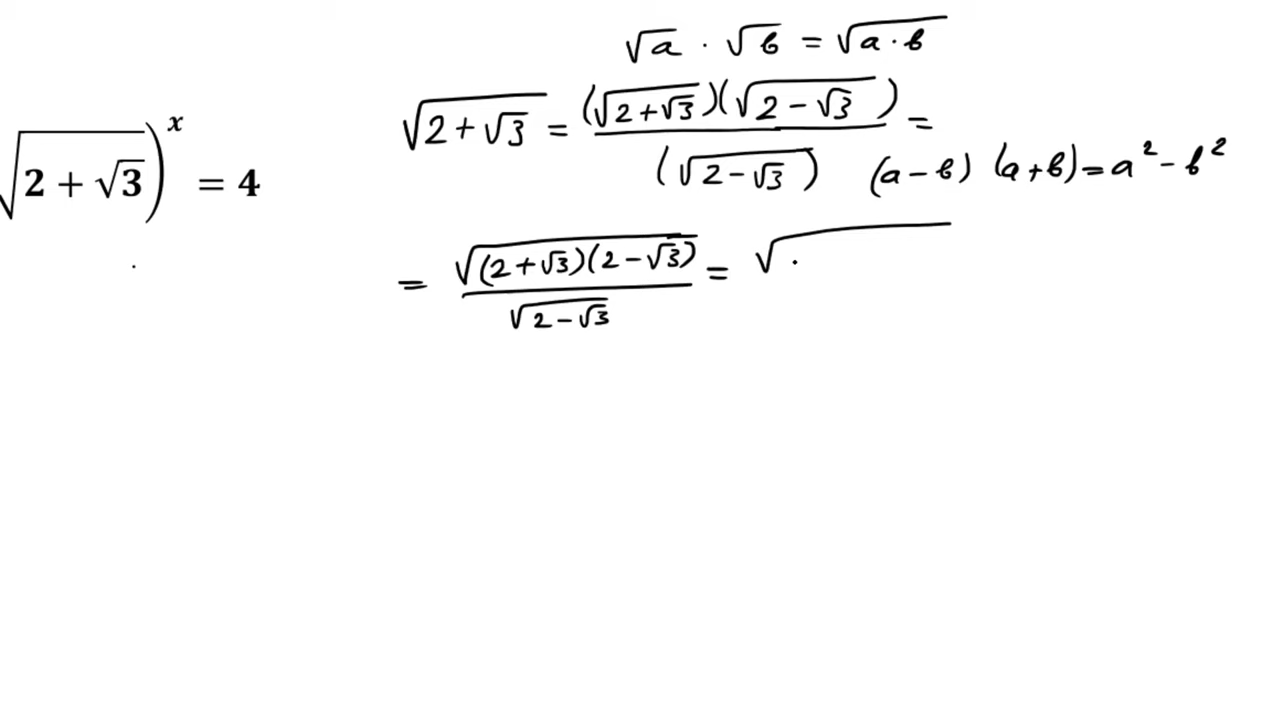 √a · √b = √a·b
√2+√3 = (√2+√3)(√2−√3) / (√2−√3) =
(a−b) (a+b) = a² − b²
√2 + √3)ˣ = 4
= √(2+√3)(2−√3) / √2−√3 = √